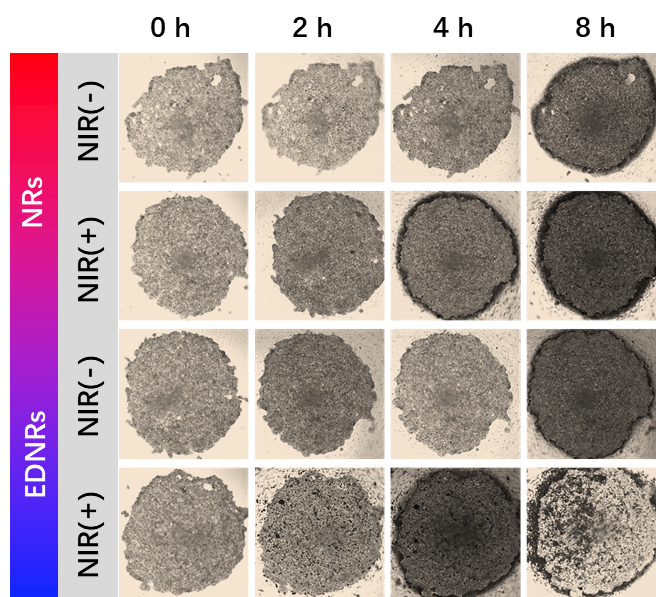 0 h 2 h 4 h 8 h
NRs
NIR(-)
NIR(+)
EDNRs
NIR(-)
NIR(+)